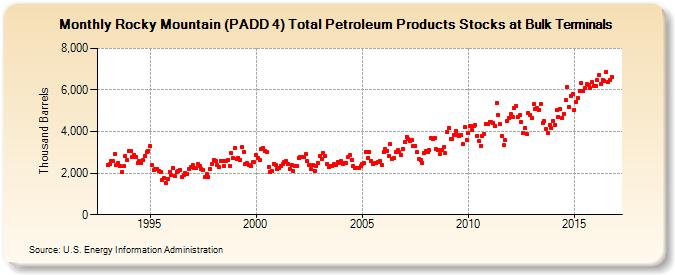 Monthly Rocky Mountain (PADD 4) Total Petroleum Products Stocks at Bulk Terminals
Thousand Barrels
8,000
6,000
4,000
2,000
0
1995 2000 2005 2010 2015
Source: U.S. Energy Information Administration